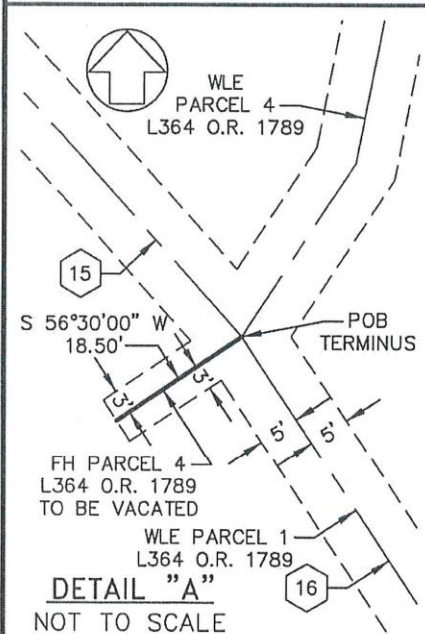 WLE
PARCEL 4
L364 O.R. 1789
15
S 56°30'00" W
18.50'
POB
TERMINUS
3'
3'
5'
5'
FH PARCEL 4
L364 O.R. 1789
TO BE VACATED
WLE PARCEL 1
L364 O.R. 1789
16
DETAIL "A"
NOT TO SCALE